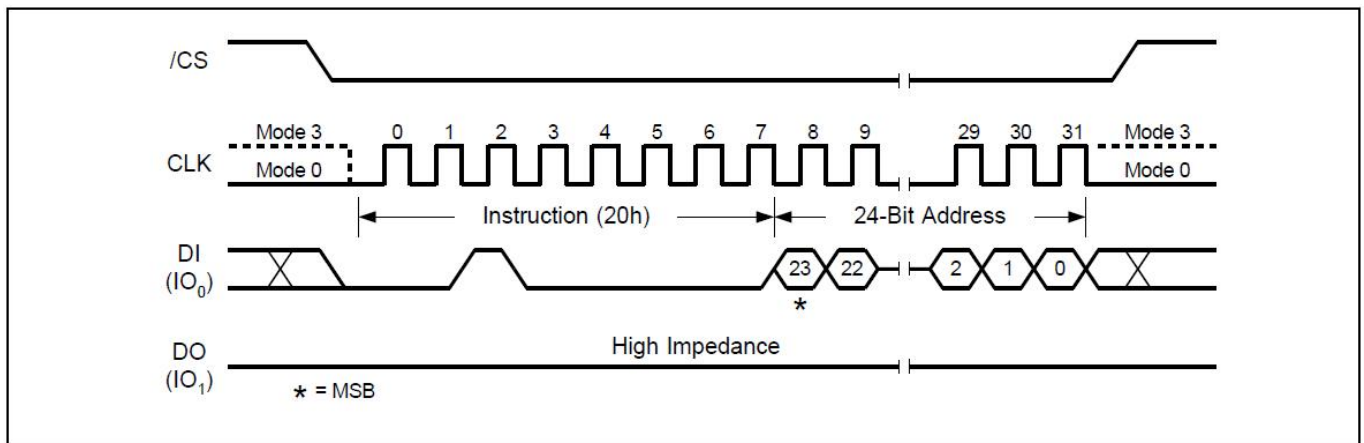 /CS
Mode 3 0 1 2 3 4 5 6 7 8 9 29 30 31 Mode 3
CLK Mode 0 Mode 0
Instruction (20h) 24-Bit Address
DI
(IO₀) 23 22 2 1 0
*
DO High Impedance
(IO₁)
* = MSB